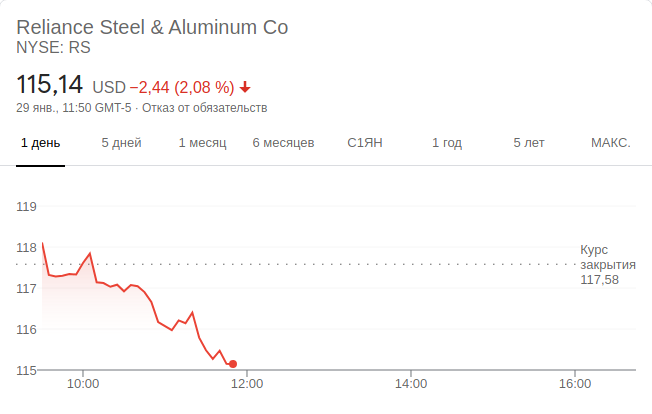 Reliance Steel & Aluminum Co
NYSE: RS
115,14 USD −2,44 (2,08 %)
29 янв., 11:50 GMT-5 · Отказ от обязательств
1 день 5 дней 1 месяц 6 месяцев С1ЯН 1 год 5 лет МАКС.
119
118
Курс
закрытия
117,58
117
116
115
10:00 12:00 14:00 16:00